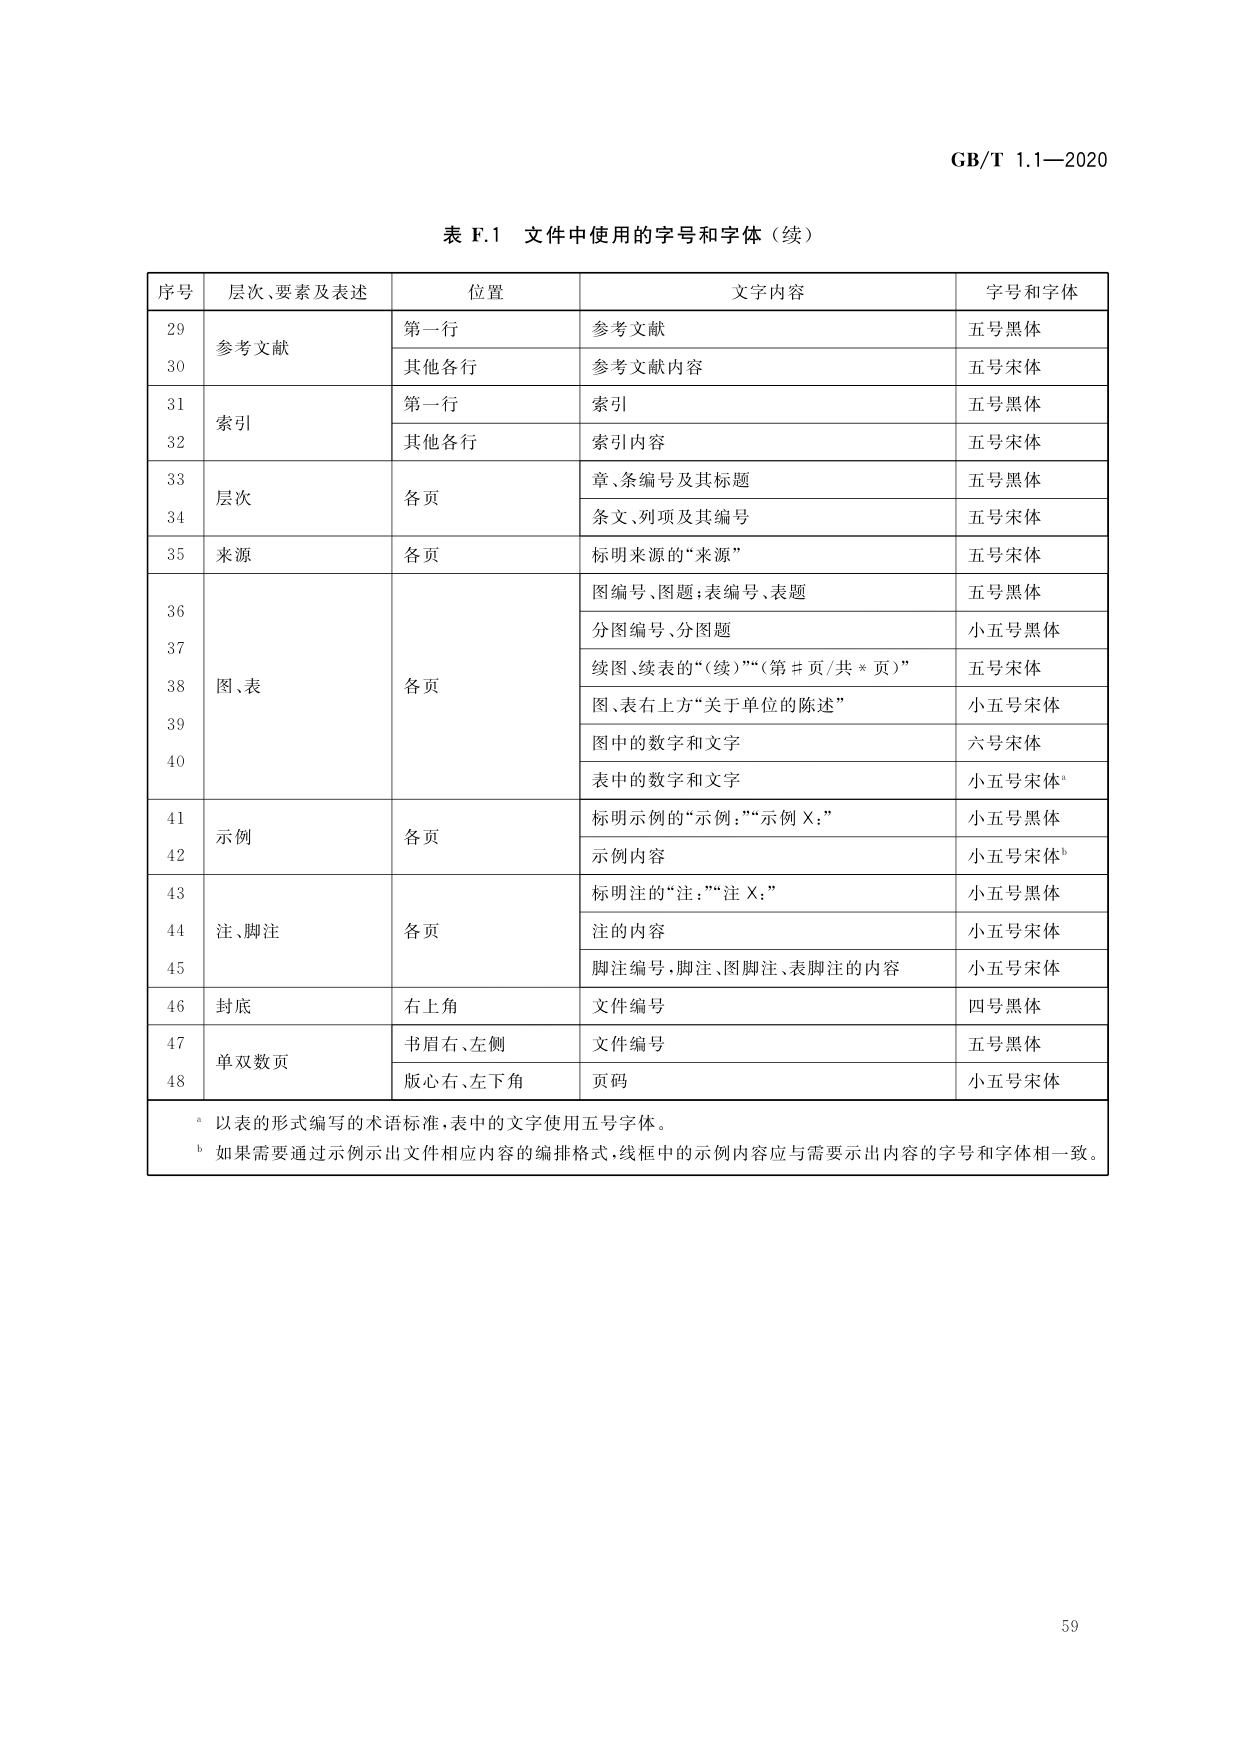 GB/T 1.1—2020
表 F.1 文件中使用的字号和字体（续）
序号 层次、要素及表述 位置 文字内容 字号和字体
29 参考文献 第一行 参考文献 五号黑体
30 其他各行 参考文献内容 五号宋体
31 索引 第一行 索引 五号黑体
32 其他各行 索引内容 五号宋体
33 层次 各页 章、条编号及其标题 五号黑体
34 条文、列项及其编号 五号宋体
35 来源 各页 标明来源的“来源” 五号宋体
36 图、表 各页 图编号、图题；表编号、表题 五号黑体
37 分图编号、分图题 小五号黑体
38 续图、续表的“(续)”“(第♯页/共*页)” 五号宋体
39 图、表右上方“关于单位的陈述” 小五号宋体
40 图中的数字和文字 六号宋体
表中的数字和文字 小五号宋体ᵃ
41 示例 各页 标明示例的“示例：”“示例 X：” 小五号黑体
42 示例内容 小五号宋体ᵇ
43 注、脚注 各页 标明注的“注：”“注 X：” 小五号黑体
44 注的内容 小五号宋体
45 脚注编号，脚注、图脚注、表脚注的内容 小五号宋体
46 封底 右上角 文件编号 四号黑体
47 单双数页 书眉右、左侧 文件编号 五号黑体
48 版心右、左下角 页码 小五号宋体
ᵃ 以表的形式编写的术语标准，表中的文字使用五号字体。
ᵇ 如果需要通过示例示出文件相应内容的编排格式，线框中的示例内容应与需要示出内容的字号和字体相一致。
59